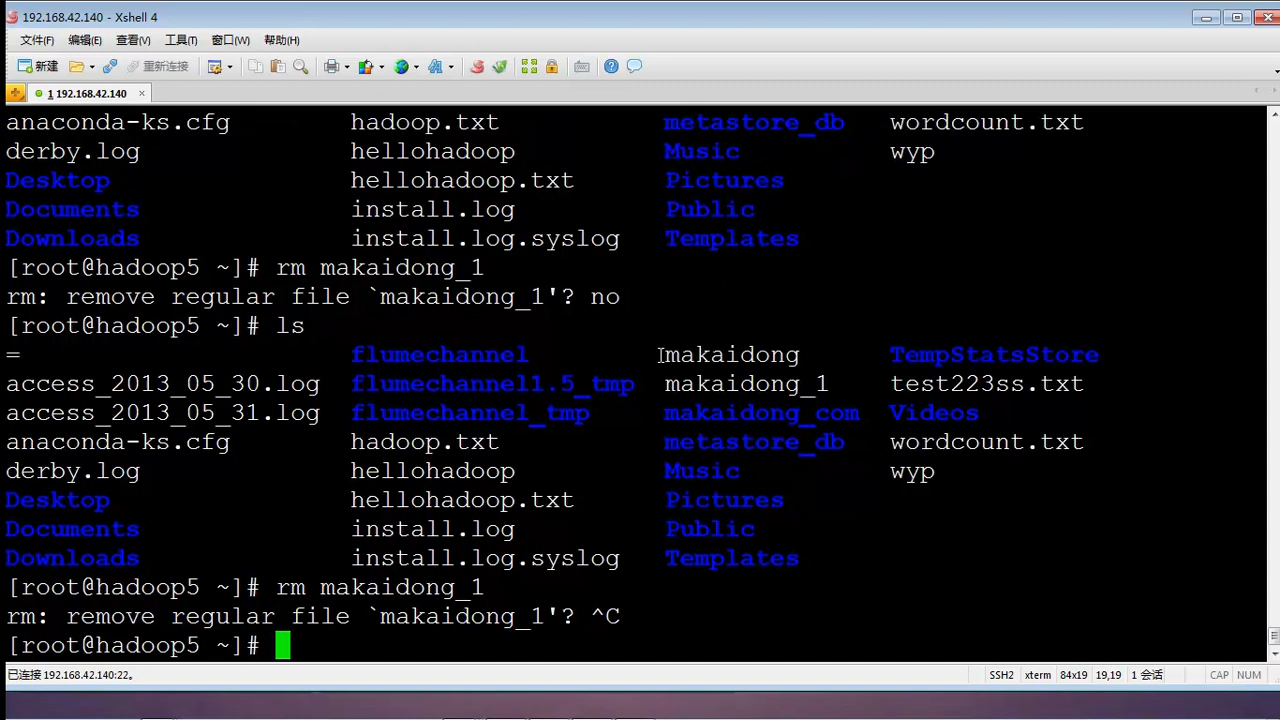 192.168.42.140 - Xshell 4
文件(F) 编辑(E) 查看(V) 工具(T) 窗口(W) 帮助(H)
新建 重新连接
1 192.168.42.140
anaconda-ks.cfg hadoop.txt metastore_db wordcount.txt
derby.log hellohadoop Music wyp
Desktop hellohadoop.txt Pictures
Documents install.log Public
Downloads install.log.syslog Templates
[root@hadoop5 ~]# rm makaidong_1
rm: remove regular file `makaidong_1'? no
[root@hadoop5 ~]# ls
= flumechannel makaidong TempStatsStore
access_2013_05_30.log flumechannel1.5_tmp makaidong_1 test223ss.txt
access_2013_05_31.log flumechannel_tmp makaidong_com Videos
anaconda-ks.cfg hadoop.txt metastore_db wordcount.txt
derby.log hellohadoop Music wyp
Desktop hellohadoop.txt Pictures
Documents install.log Public
Downloads install.log.syslog Templates
[root@hadoop5 ~]# rm makaidong_1
rm: remove regular file `makaidong_1'? ^C
[root@hadoop5 ~]#
已连接 192.168.42.140:22。 SSH2 xterm 84x19 19,19 1 会话 CAP NUM